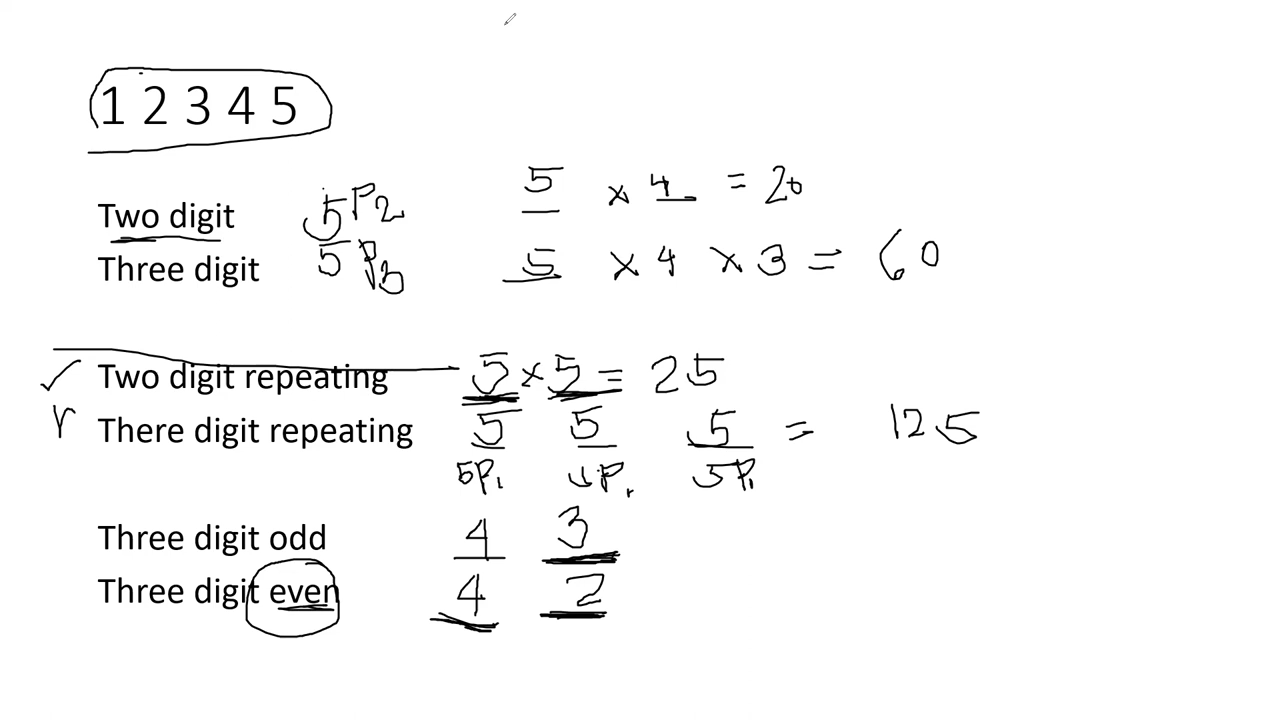 1 2 3 4 5
Two digit 5P2 5 x 4 = 20
Three digit 5P3 5 x 4 x 3 = 60
Two digit repeating 5 x 5 = 25
There digit repeating 5 5 5 = 125
5P1 5P1 5P1
Three digit odd 4 3
Three digit even 4 2